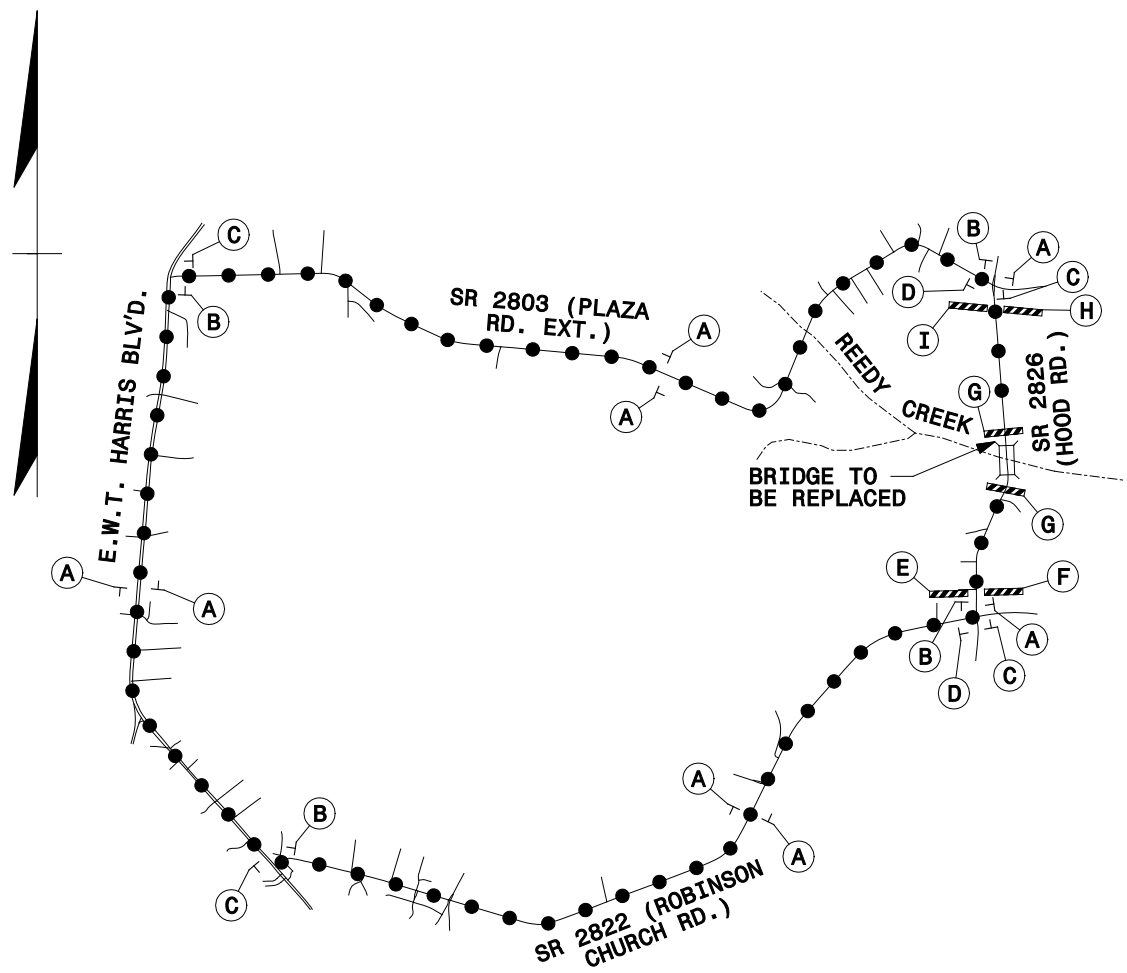 B
C
A
C
D
H
B
SR 2803 (PLAZA
RD. EXT.)
A
I
E.W.T. HARRIS BLV'D.
REEDY CREEK
SR 2826
(HOOD RD.)
A
G
BRIDGE TO
BE REPLACED
G
A
E
F
A
B
A
D
C
A
B
A
C
SR 2822 (ROBINSON
CHURCH RD.)